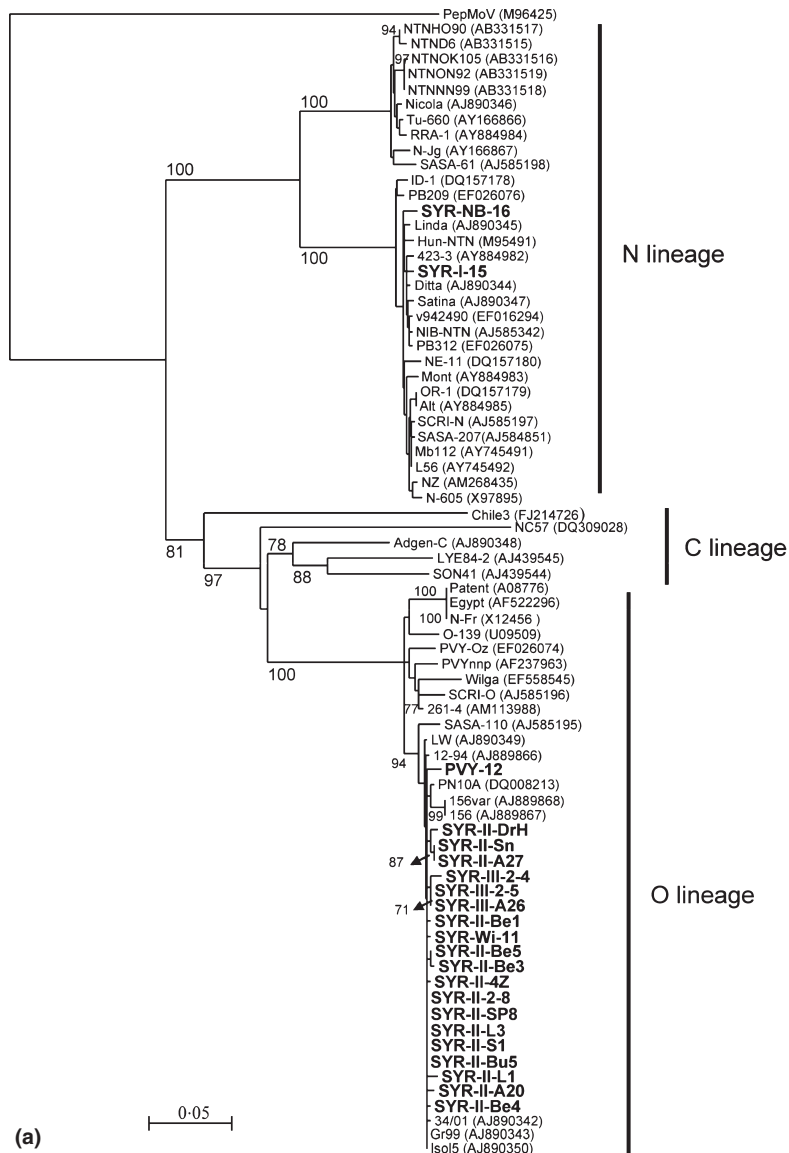 PepMoV (M96425)
94
NTNHO90 (AB331517)
NTND6 (AB331515)
97
NTNOK105 (AB331516)
NTNON92 (AB331519)
NTNNN99 (AB331518)
100
Nicola (AJ890346)
Tu-660 (AY166866)
RRA-1 (AY884984)
N-Jg (AY166867)
SASA-61 (AJ585198)
100
ID-1 (DQ157178)
PB209 (EF026076)
SYR-NB-16
Linda (AJ890345)
Hun-NTN (M95491)
100
423-3 (AY884982)
N lineage
SYR-I-15
Ditta (AJ890344)
Satina (AJ890347)
v942490 (EF016294)
NIB-NTN (AJ585342)
PB312 (EF026075)
NE-11 (DQ157180)
Mont (AY884983)
OR-1 (DQ157179)
Alt (AY884985)
SCRI-N (AJ585197)
SASA-207(AJ584851)
Mb112 (AY745491)
L56 (AY745492)
NZ (AM268435)
N-605 (X97895)
Chile3 (FJ214726)
NC57 (DQ309028)
81
78
Adgen-C (AJ890348)
C lineage
LYE84-2 (AJ439545)
97
88
SON41 (AJ439544)
100
Patent (A08776)
Egypt (AF522296)
100
N-Fr (X12456 )
O-139 (U09509)
PVY-Oz (EF026074)
100
PVYnnp (AF237963)
Wilga (EF558545)
SCRI-O (AJ585196)
77
261-4 (AM113988)
SASA-110 (AJ585195)
LW (AJ890349)
12-94 (AJ889866)
94
PVY-12
PN10A (DQ008213)
156var (AJ889868)
99
156 (AJ889867)
SYR-II-DrH
SYR-II-Sn
87
SYR-II-A27
SYR-III-2-4
SYR-III-2-5
O lineage
71
SYR-III-A26
SYR-II-Be1
SYR-Wi-11
SYR-II-Be5
SYR-II-Be3
SYR-II-4Z
SYR-II-2-8
SYR-II-SP8
SYR-II-L3
SYR-II-S1
SYR-II-Bu5
SYR-II-L1
SYR-II-A20
SYR-II-Be4
0·05
34/01 (AJ890342)
(a)
Gr99 (AJ890343)
Isol5 (AJ890350)